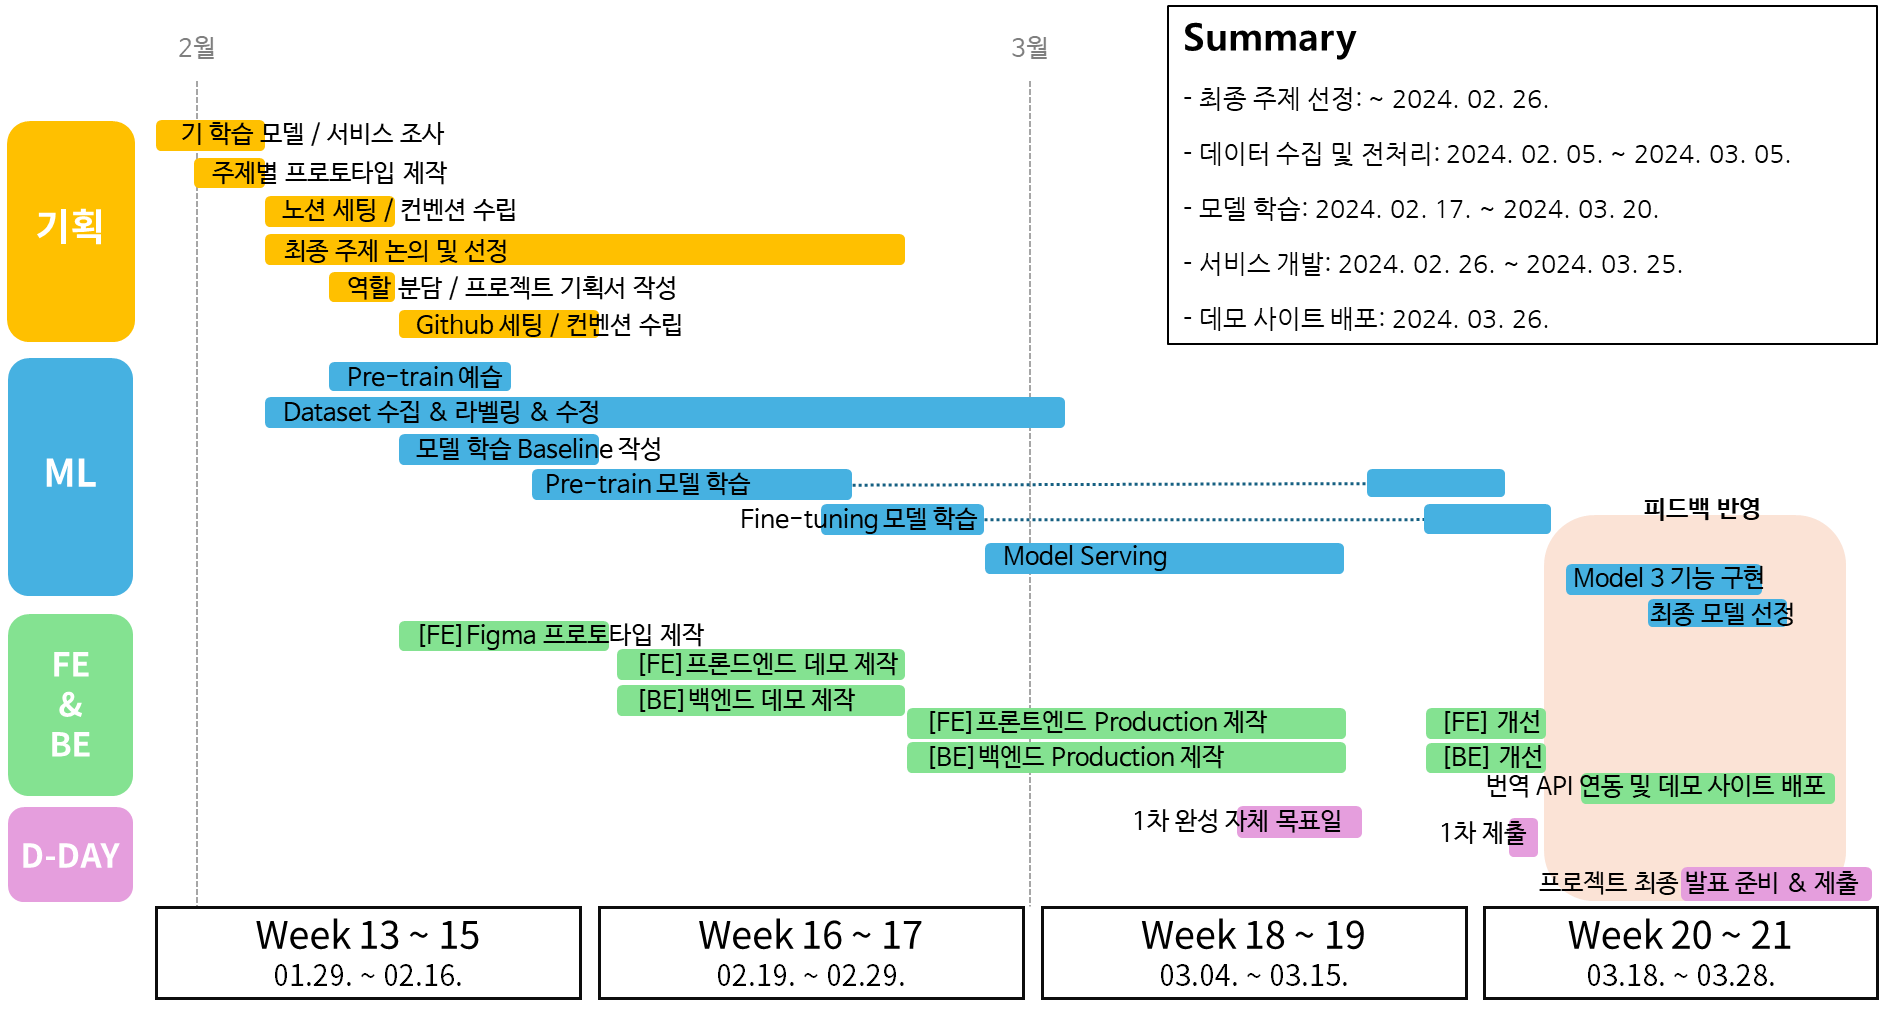 2월
3월
Summary
- 최종 주제 선정: ~ 2024. 02. 26.
- 데이터 수집 및 전처리: 2024. 02. 05. ~ 2024. 03. 05.
- 모델 학습: 2024. 02. 17. ~ 2024. 03. 20.
- 서비스 개발: 2024. 02. 26. ~ 2024. 03. 25.
- 데모 사이트 배포: 2024. 03. 26.
기획
기 학습 모델 / 서비스 조사
주제별 프로토타입 제작
노션 세팅 / 컨벤션 수립
최종 주제 논의 및 선정
역할 분담 / 프로젝트 기획서 작성
Github 세팅 / 컨벤션 수립
ML
Pre-train 예습
Dataset 수집 & 라벨링 & 수정
모델 학습 Baseline 작성
Pre-train 모델 학습
Fine-tuning 모델 학습
Model Serving
피드백 반영
Model 3 기능 구현
최종 모델 선정
FE
&
BE
[FE] Figma 프로토타입 제작
[FE] 프론드엔드 데모 제작
[BE] 백엔드 데모 제작
[FE] 프론트엔드 Production 제작
[FE] 개선
[BE] 백엔드 Production 제작
[BE] 개선
번역 API 연동 및 데모 사이트 배포
D-DAY
1차 완성 자체 목표일
1차 제출
프로젝트 최종 발표 준비 & 제출
Week 13 ~ 15
01.29. ~ 02.16.
Week 16 ~ 17
02.19. ~ 02.29.
Week 18 ~ 19
03.04. ~ 03.15.
Week 20 ~ 21
03.18. ~ 03.28.